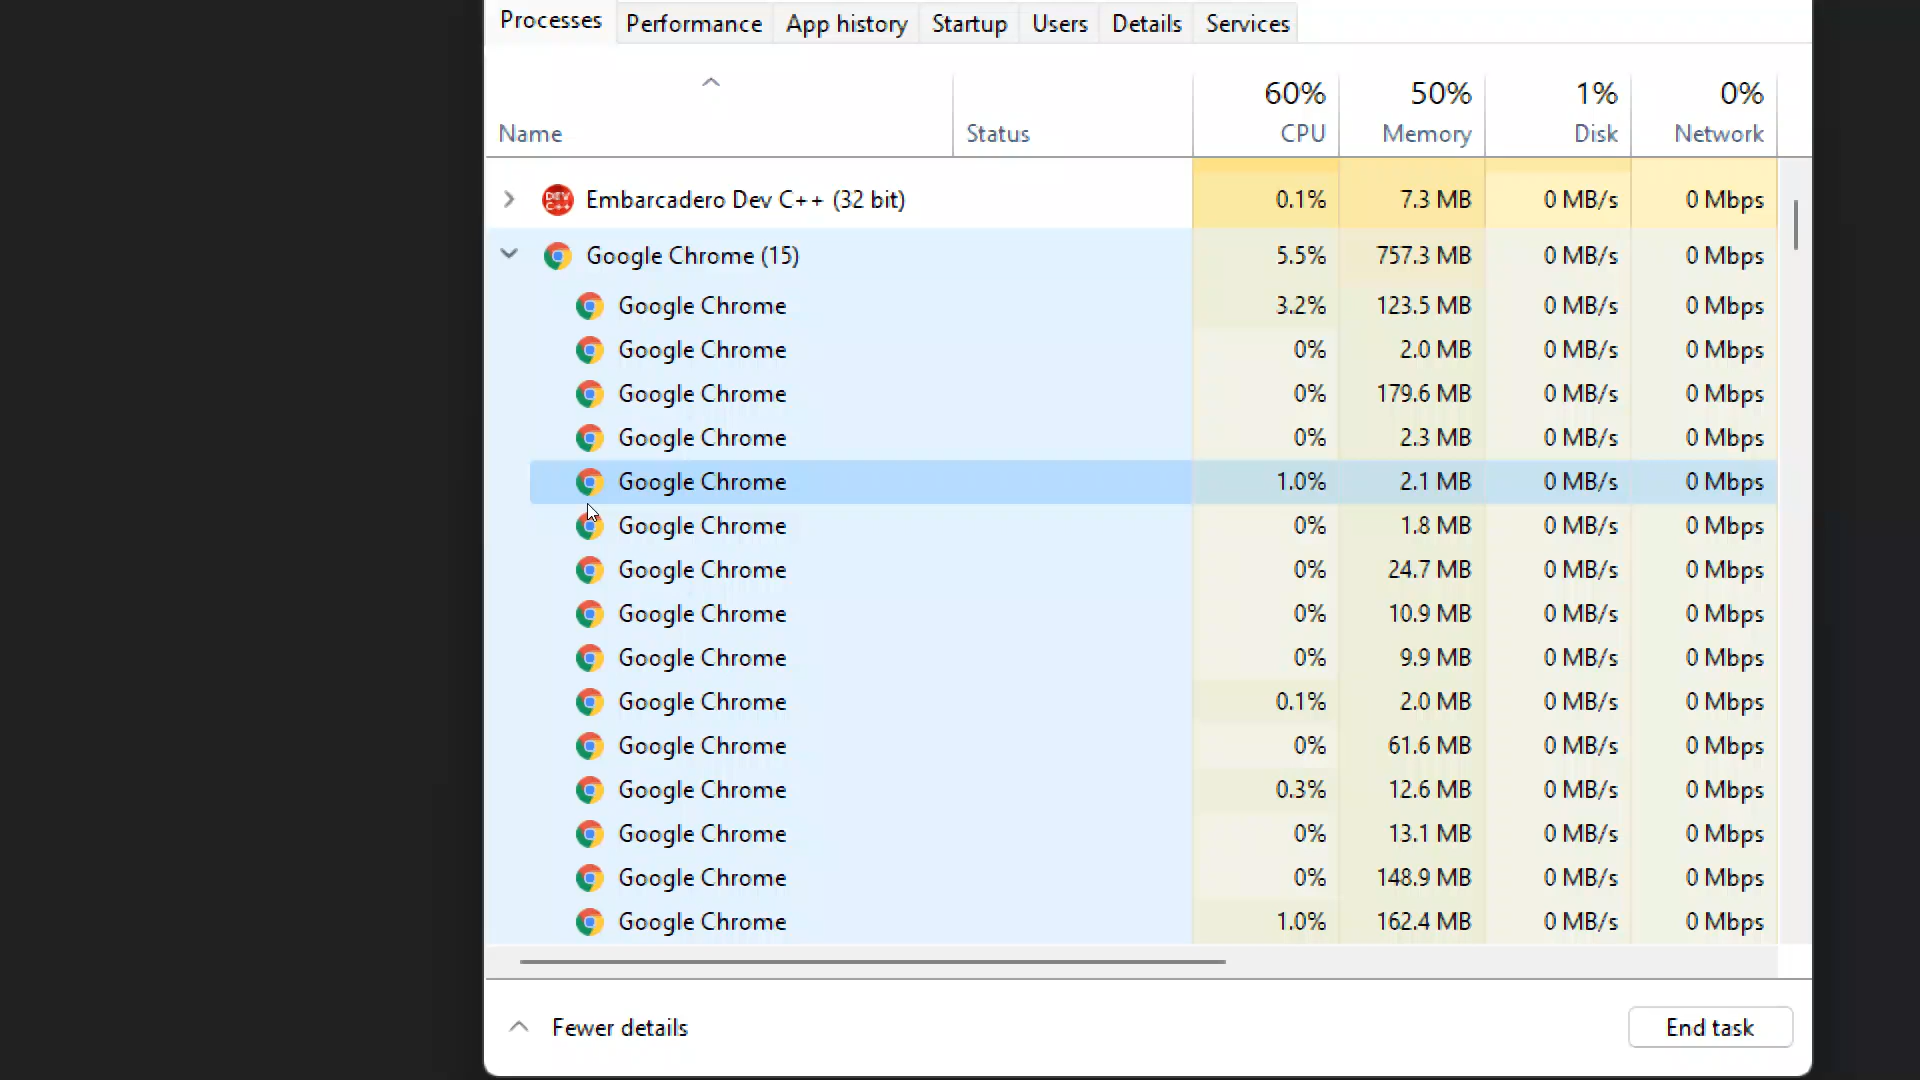 Processes Performance App history Startup Users Details Services
60% 50% 1% 0%
Name Status CPU Memory Disk Network
DEV C++ Embarcadero Dev C++ (32 bit) 0.1% 7.3 MB 0 MB/s 0 Mbps
Google Chrome (15) 5.5% 757.3 MB 0 MB/s 0 Mbps
Google Chrome 3.2% 123.5 MB 0 MB/s 0 Mbps
Google Chrome 0% 2.0 MB 0 MB/s 0 Mbps
Google Chrome 0% 179.6 MB 0 MB/s 0 Mbps
Google Chrome 0% 2.3 MB 0 MB/s 0 Mbps
Google Chrome 1.0% 2.1 MB 0 MB/s 0 Mbps
Google Chrome 0% 1.8 MB 0 MB/s 0 Mbps
Google Chrome 0% 24.7 MB 0 MB/s 0 Mbps
Google Chrome 0% 10.9 MB 0 MB/s 0 Mbps
Google Chrome 0% 9.9 MB 0 MB/s 0 Mbps
Google Chrome 0.1% 2.0 MB 0 MB/s 0 Mbps
Google Chrome 0% 61.6 MB 0 MB/s 0 Mbps
Google Chrome 0.3% 12.6 MB 0 MB/s 0 Mbps
Google Chrome 0% 13.1 MB 0 MB/s 0 Mbps
Google Chrome 0% 148.9 MB 0 MB/s 0 Mbps
Google Chrome 1.0% 162.4 MB 0 MB/s 0 Mbps
Fewer details End task